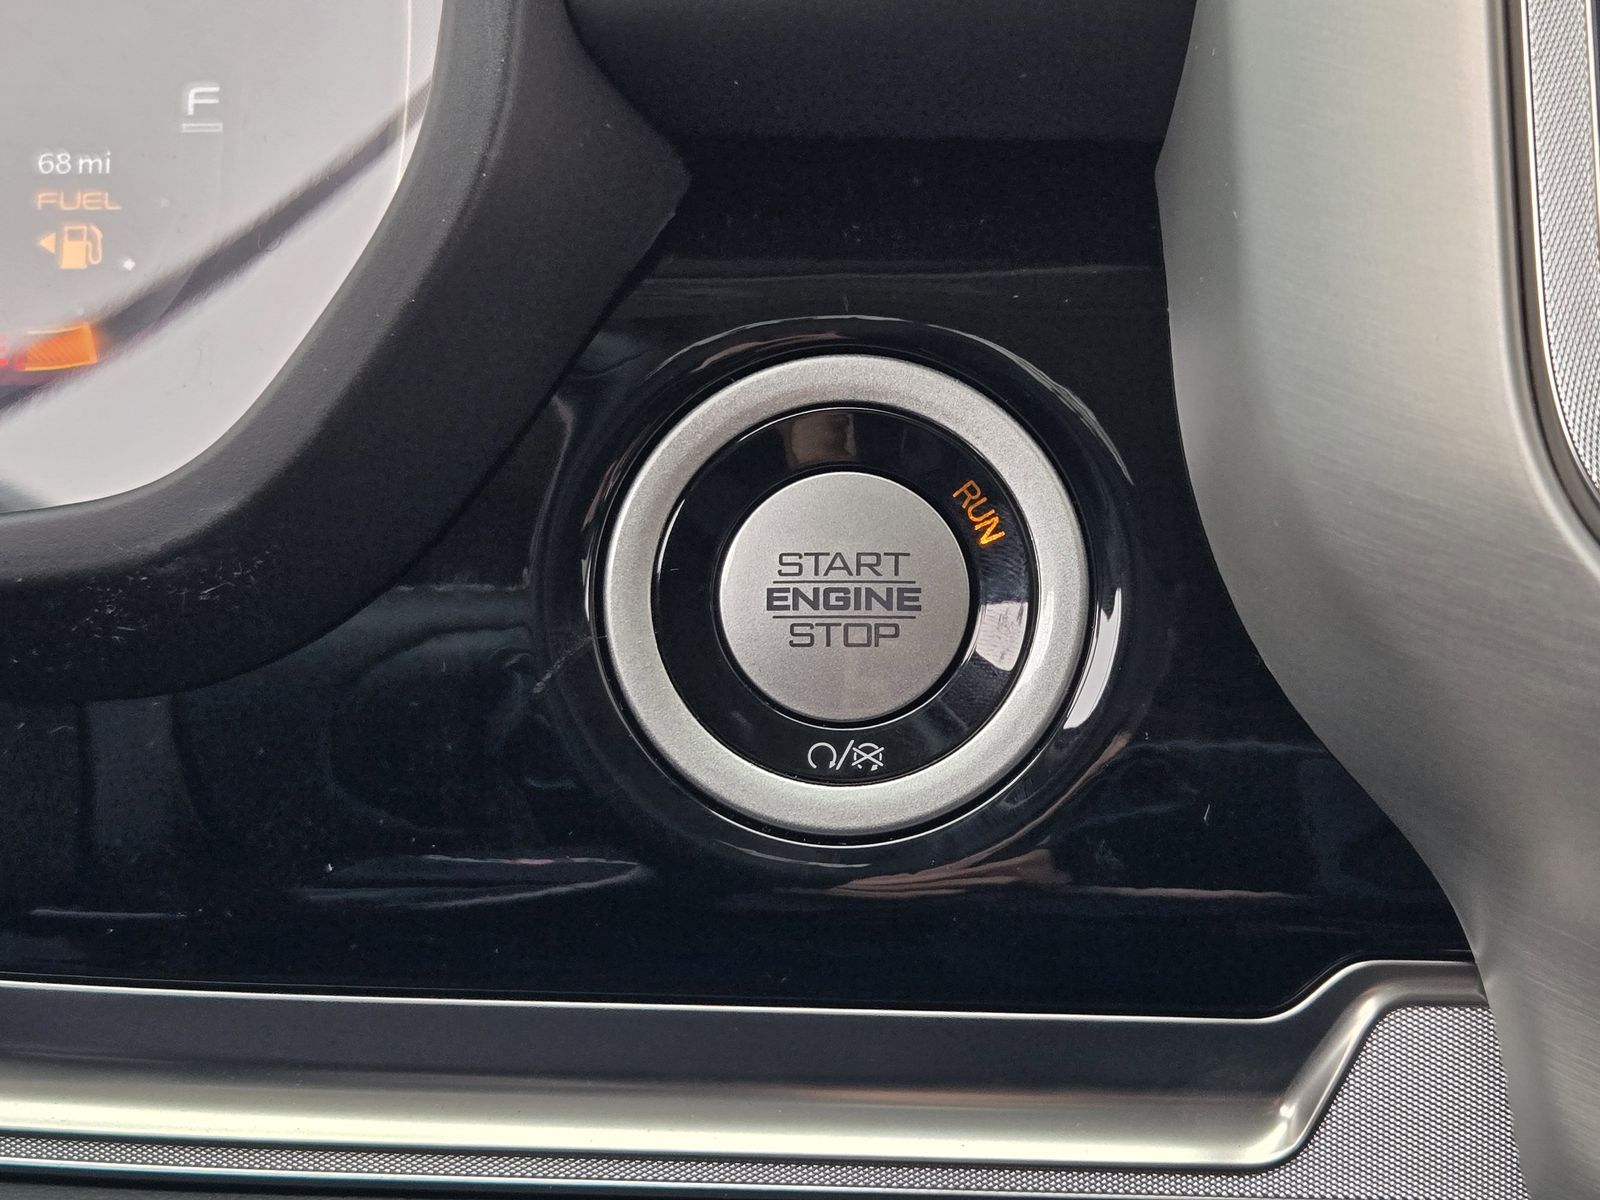 F
68 mi
FUEL
RUN
START
ENGINE
STOP